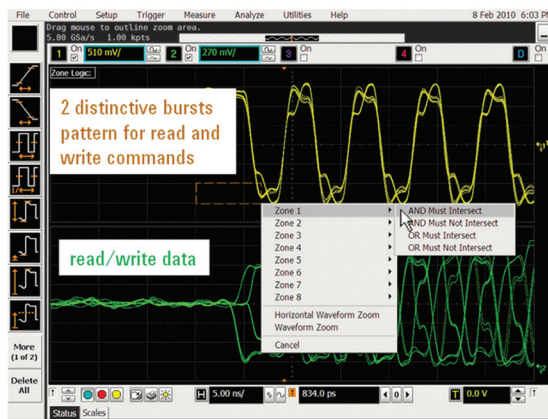 File Control Setup Trigger Measure Analyze Utilities Help 8 Feb 2010 6:03 P
Drag mouse to outline zoom area.
5.00 GSa/s 1.00 kpts
1 On 510 mV/ 2 On 270 mV/ 3 On 4 On D On
Zone Logic:
2 distinctive bursts
pattern for read and
write commands
Zone 1 AND Must Intersect
Zone 2 AND Must Not Intersect
Zone 3 OR Must Intersect
Zone 4 OR Must Not Intersect
Zone 5
Zone 6
Zone 7
Zone 8
read/write data
Horizontal Waveform Zoom
Waveform Zoom
Cancel
More
(1 of 2)
Delete
All
H 5.00 ns/ 834.0 ps 0 T 0.0 V
Status Scales